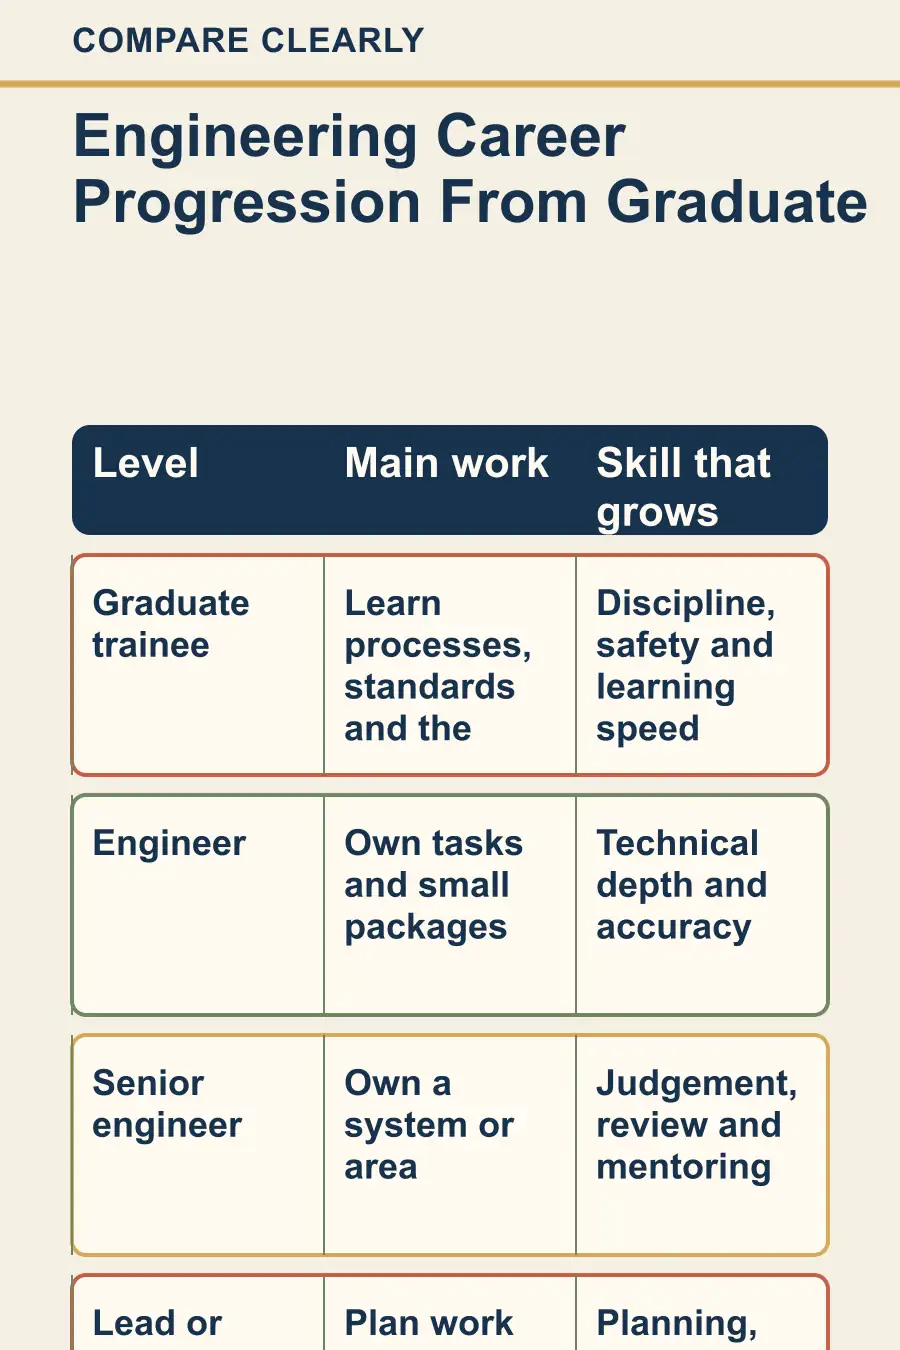 COMPARE CLEARLY
Engineering Career
Progression From Graduate
Level
Main work
Skill that
grows
Graduate
trainee
Learn
processes,
standards
and the
Discipline,
safety and
learning
speed
Engineer
Own tasks
and small
packages
Technical
depth and
accuracy
Senior
engineer
Own a
system or
area
Judgement,
review and
mentoring
Lead or
Plan work
Planning,